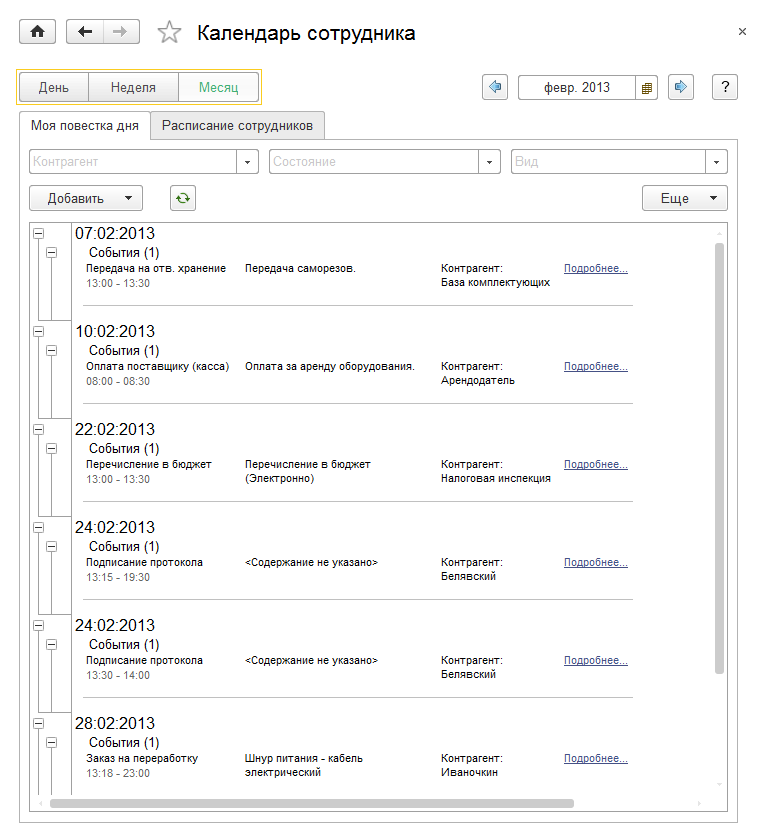 Календарь сотрудника
День Неделя Месяц февр. 2013 ?
Моя повестка дня Расписание сотрудников
Контрагент Состояние Вид
Добавить Еще
07:02:2013
События (1)
Передача на отв. хранение Передача саморезов. Контрагент: Подробнее...
13:00 - 13:30 База комплектующих
10:02:2013
События (1)
Оплата поставщику (касса) Оплата за аренду оборудования. Контрагент: Подробнее...
08:00 - 08:30 Арендодатель
22:02:2013
События (1)
Перечисление в бюджет Перечисление в бюджет Контрагент: Подробнее...
13:00 - 13:30 (Электронно) Налоговая инспекция
24:02:2013
События (1)
Подписание протокола <Содержание не указано> Контрагент: Подробнее...
13:15 - 19:30 Белявский
24:02:2013
События (1)
Подписание протокола <Содержание не указано> Контрагент: Подробнее...
13:30 - 14:00 Белявский
28:02:2013
События (1)
Заказ на переработку Шнур питания - кабель Контрагент: Подробнее...
13:18 - 23:00 электрический Иваночкин